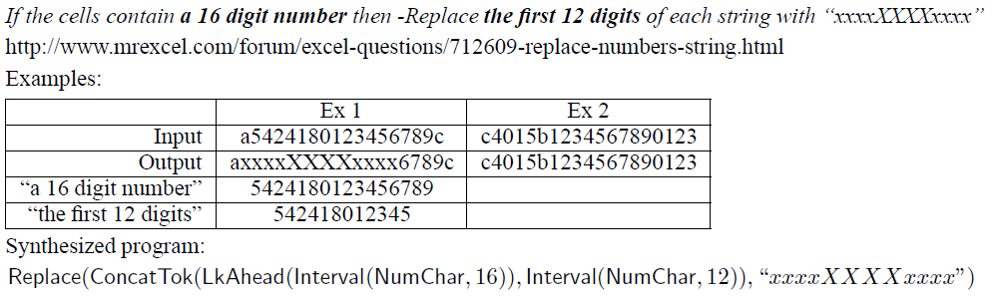 If the cells contain a 16 digit number then -Replace the first 12 digits of each string with “xxxxXXXXxxxx”
http://www.mrexcel.com/forum/excel-questions/712609-replace-numbers-string.html
Examples:
Ex 1 Ex 2
Input a5424180123456789c c4015b1234567890123
Output axxxxXXXXxxxx6789c c4015b1234567890123
“a 16 digit number” 5424180123456789
“the first 12 digits” 542418012345
Synthesized program:
Replace(ConcatTok(LkAhead(Interval(NumChar, 16)), Interval(NumChar, 12)), “xxxxXXXXxxxx”)